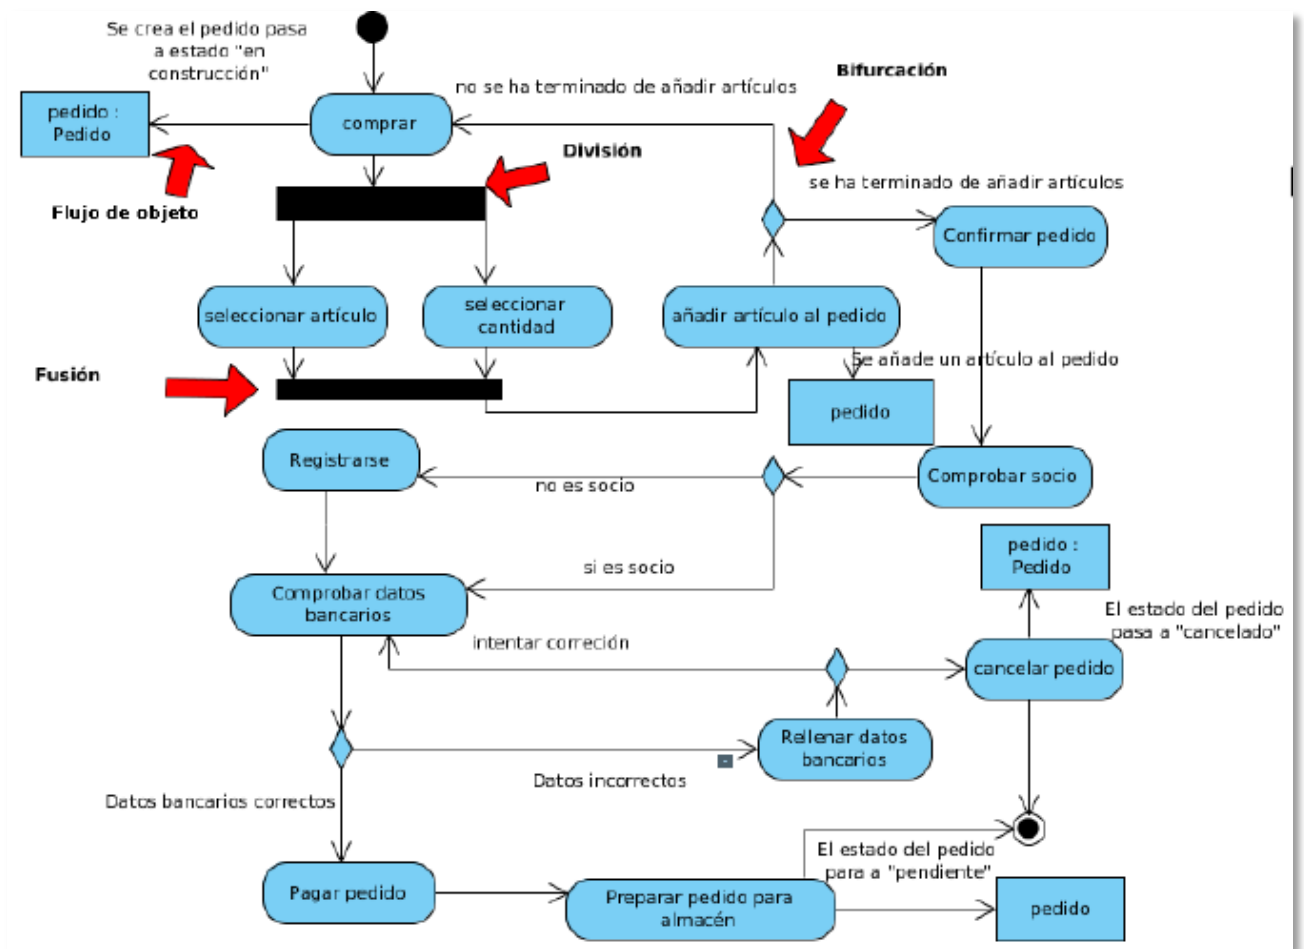 Se crea el pedido pasa
a estado "en
construcción"
Bifurcación
no se ha terminado de añadir artículos
pedido :
Pedido
comprar
División
se ha terminado de añadir artículos
Flujo de objeto
Confirmar pedido
seleccionar artículo
seleccionar
cantidad
añadir artículo al pedido
Se añade un artículo al pedido
Fusión
pedido
Registrarse
Comprobar socio
no es socio
pedido :
Pedido
si es socio
Comprobar datos
bancarios
El estado del pedido
pasa a "cancelado"
intentar correción
cancelar pedido
Rellenar datos
bancarios
Datos incorrectos
Datos bancarios correctos
El estado del pedido
para a "pendiente"
Pagar pedido
Preparar pedido para
almacén
pedido